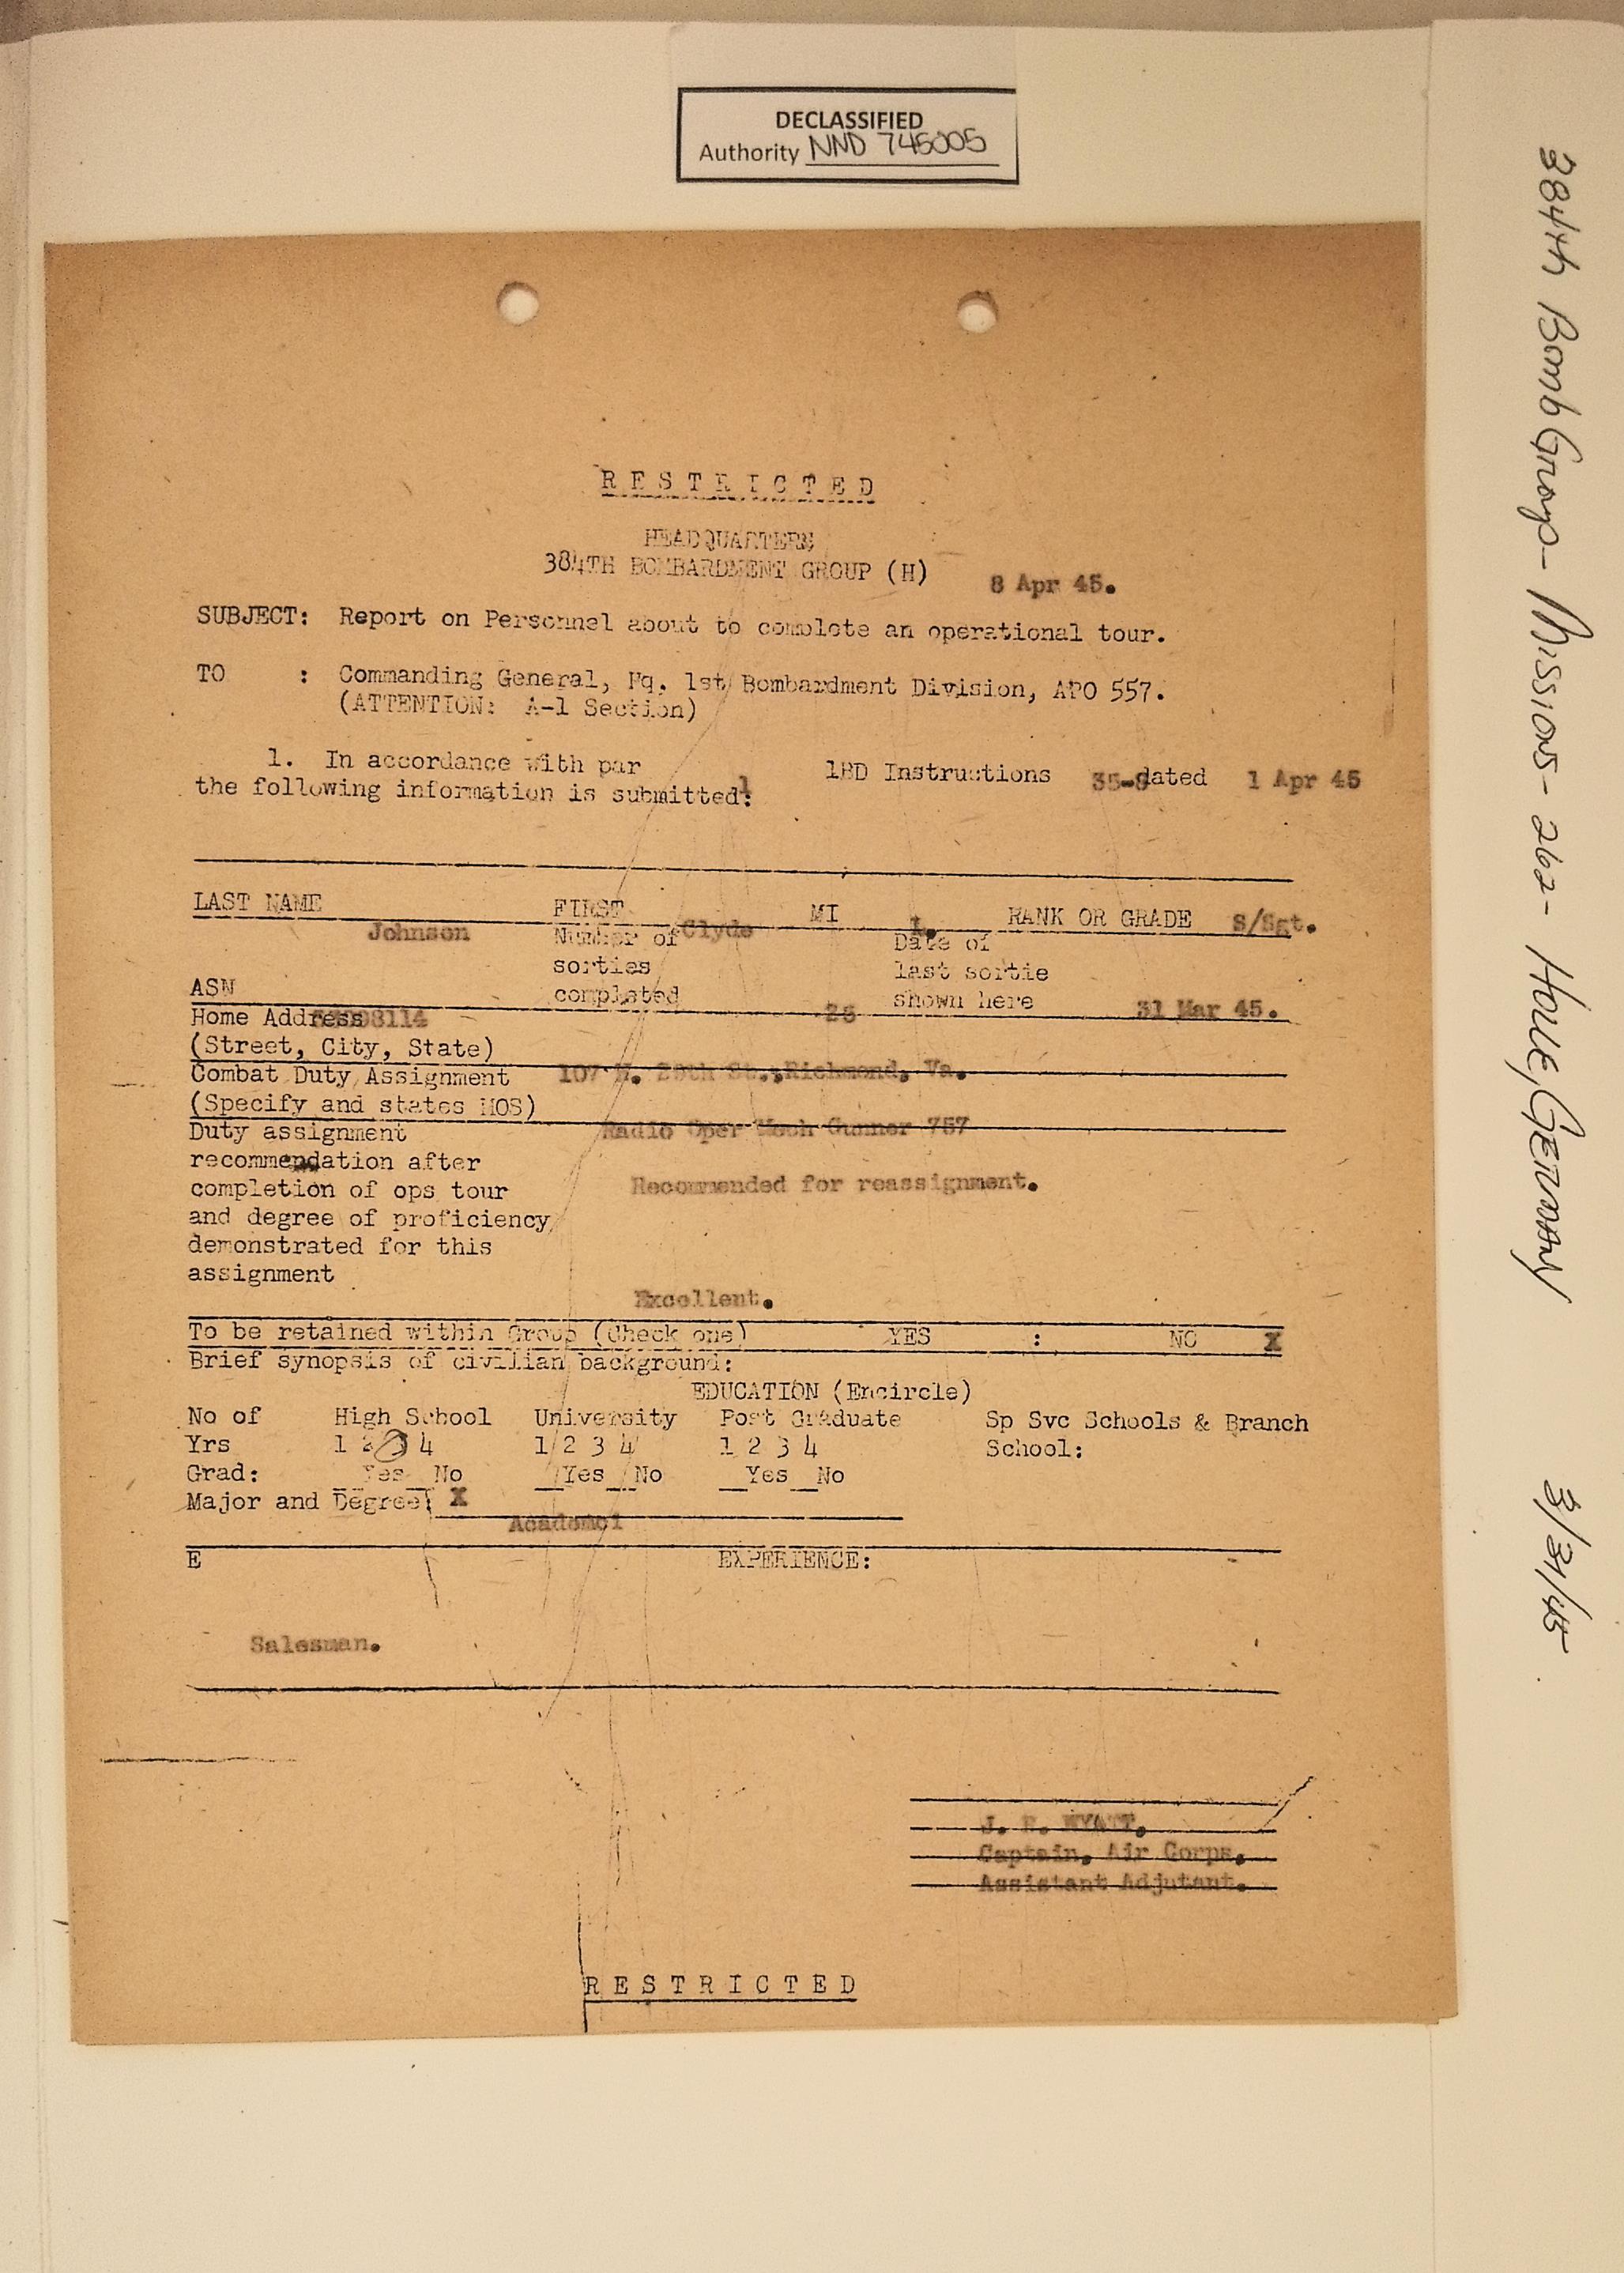 DECLASSIFIED
Authority NND 745005
RESTRICTED
HEADQUARTERS
384TH BOMBARDMENT GROUP (H)
8 Apr 45.
SUBJECT: Report on Personnel about to complete an operational tour.
TO : Commanding General, Hq. 1st Bombardment Division, APO 557.
(ATTENTION: A-1 Section)
1. In accordance with par 1BD Instructions 35-8 dated 1 Apr 45
the following information is submitted: 1
LAST NAME FIRST MI RANK OR GRADE S/Sgt.
Johnson Clyde
Number of sorties completed
Date of last sortie shown here 31 Mar 45.
ASN
Home Address
(Street, City, State)
107 St., Richmond, Va.
Combat Duty Assignment
(Specify and states MOS)
Radio Oper Mech Gunner 757
Duty assignment
recommendation after
completion of ops tour
and degree of proficiency
demonstrated for this
assignment
Recommended for reassignment.
Excellent.
To be retained within Group (Check one) YES : NO X
Brief synopsis of civilian background:
EDUCATION (Encircle)
No of High School University Post Graduate Sp Svc Schools & Branch
Yrs 1 2 3 4 1 2 3 4 1 2 3 4 School:
Grad: Yes No Yes No Yes No
Major and Degree: X
Academci
E EXPERIENCE:
Salesman.
WYATT,
Captain, Air Corps,
Assistant Adjutant.
RESTRICTED
384th Bomb Group - Missions - 262 - Halle, Germany 3/31/45